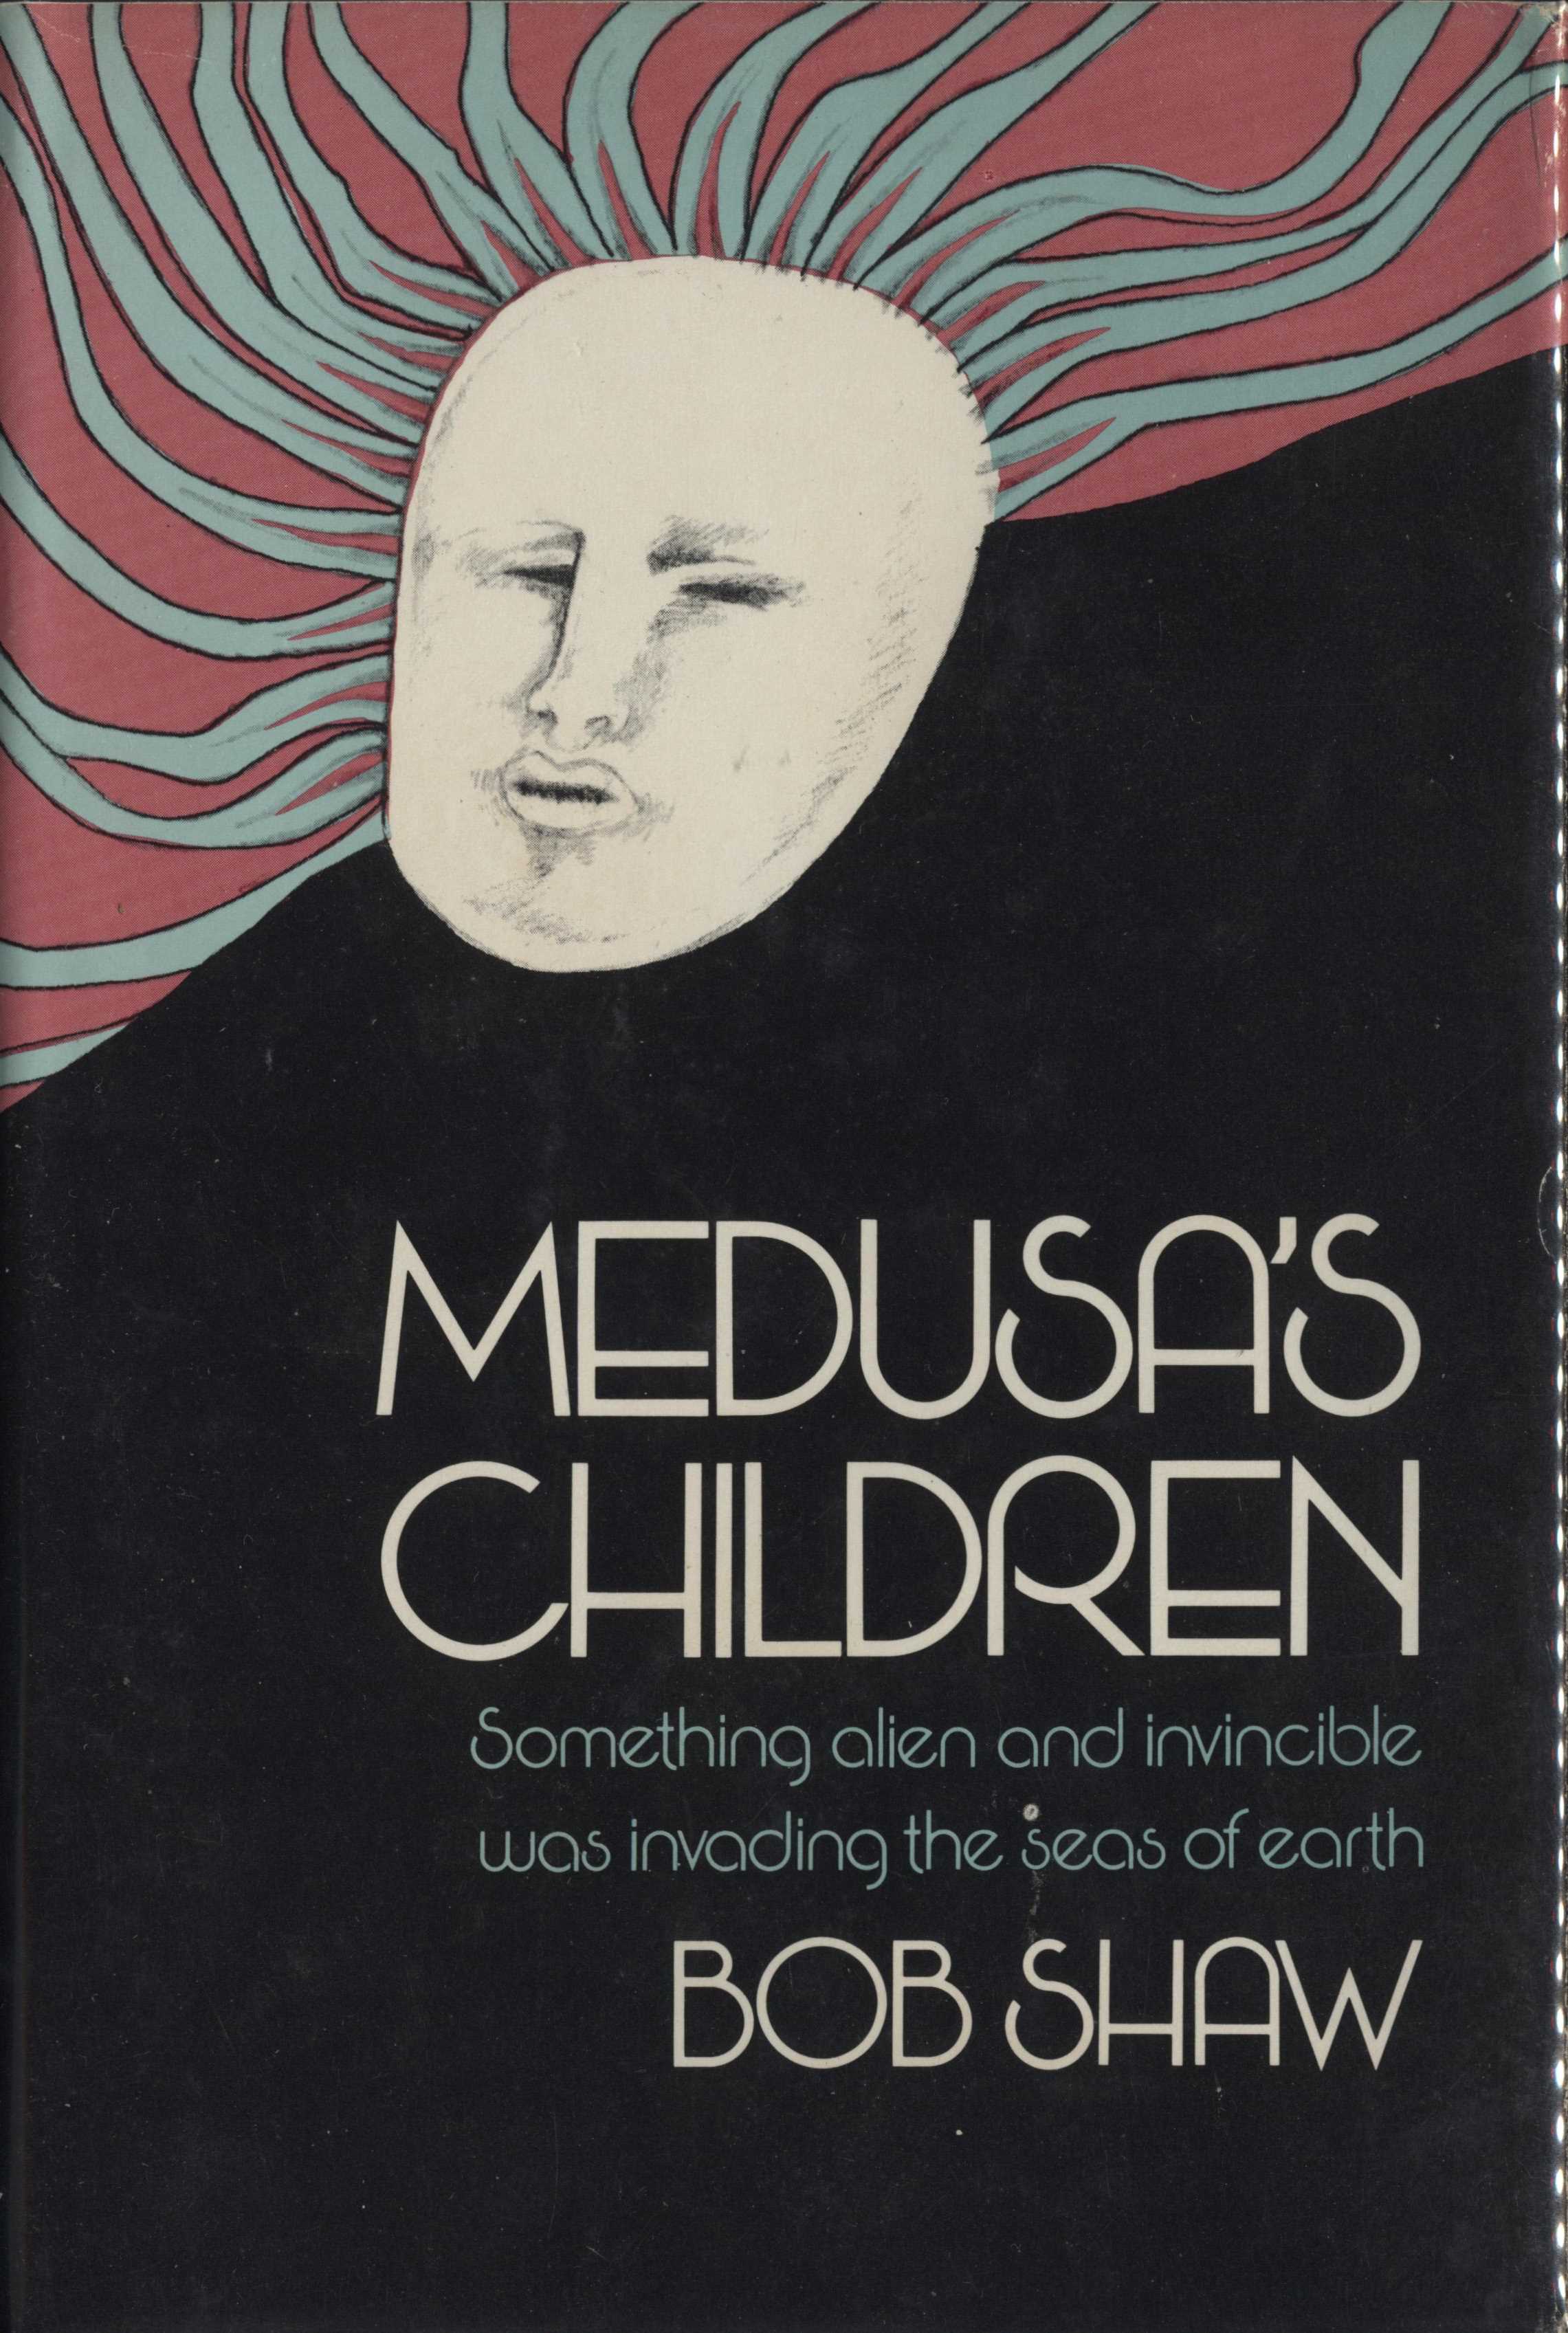 MEDUSA'S
CHILDREN
Something alien and invincible
was invading the seas of earth
BOB SHAW